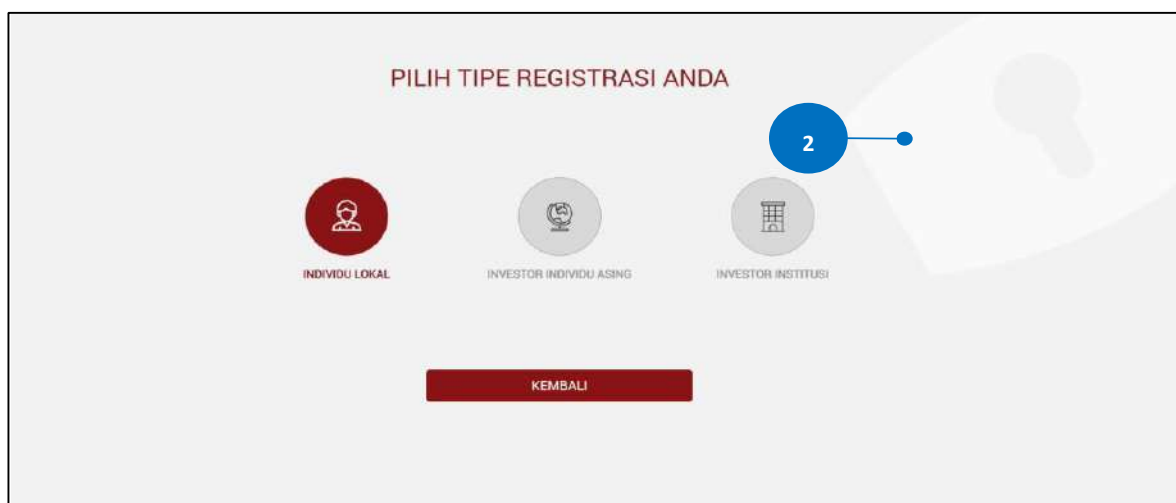 PILIH TIPE REGISTRASI ANDA
2
INDIVIDU LOKAL
INVESTOR INDIVIDU ASING
INVESTOR INSTITUSI
KEMBALI